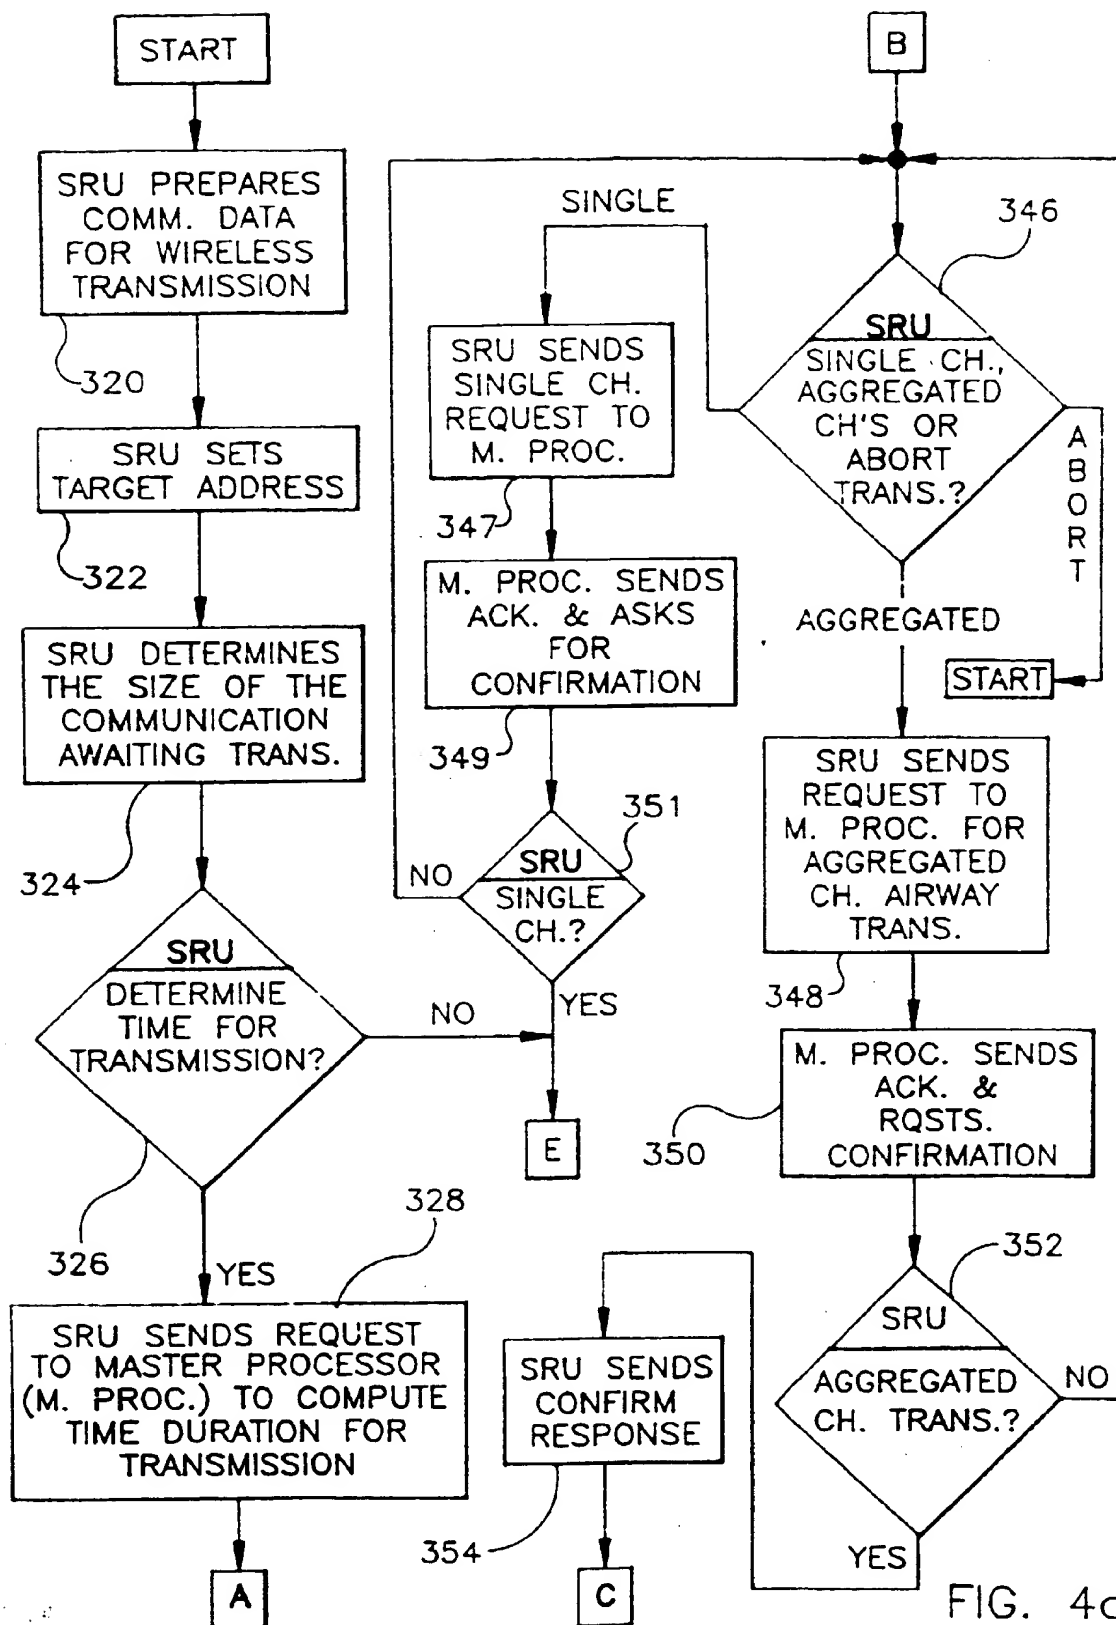 START
SRU PREPARES
COMM. DATA
FOR WIRELESS
TRANSMISSION
320
SRU SETS
TARGET ADDRESS
322
SRU DETERMINES
THE SIZE OF THE
COMMUNICATION
AWAITING TRANS.
324
SRU
DETERMINE
TIME FOR
TRANSMISSION?
NO
326
YES
328
SRU SENDS REQUEST
TO MASTER PROCESSOR
(M. PROC.) TO COMPUTE
TIME DURATION FOR
TRANSMISSION
A
SINGLE
SRU SENDS
SINGLE CH.
REQUEST TO
M. PROC.
347
M. PROC. SENDS
ACK. & ASKS
FOR
CONFIRMATION
349
351
SRU
SINGLE
CH.?
NO
YES
E
B
346
SRU
SINGLE CH.,
AGGREGATED
CH'S OR
ABORT
TRANS.?
ABORT
AGGREGATED
START
SRU SENDS
REQUEST TO
M. PROC. FOR
AGGREGATED
CH. AIRWAY
TRANS.
348
M. PROC. SENDS
ACK. &
RQSTS.
CONFIRMATION
350
352
SRU
AGGREGATED
CH. TRANS.?
NO
YES
SRU SENDS
CONFIRM
RESPONSE
354
C